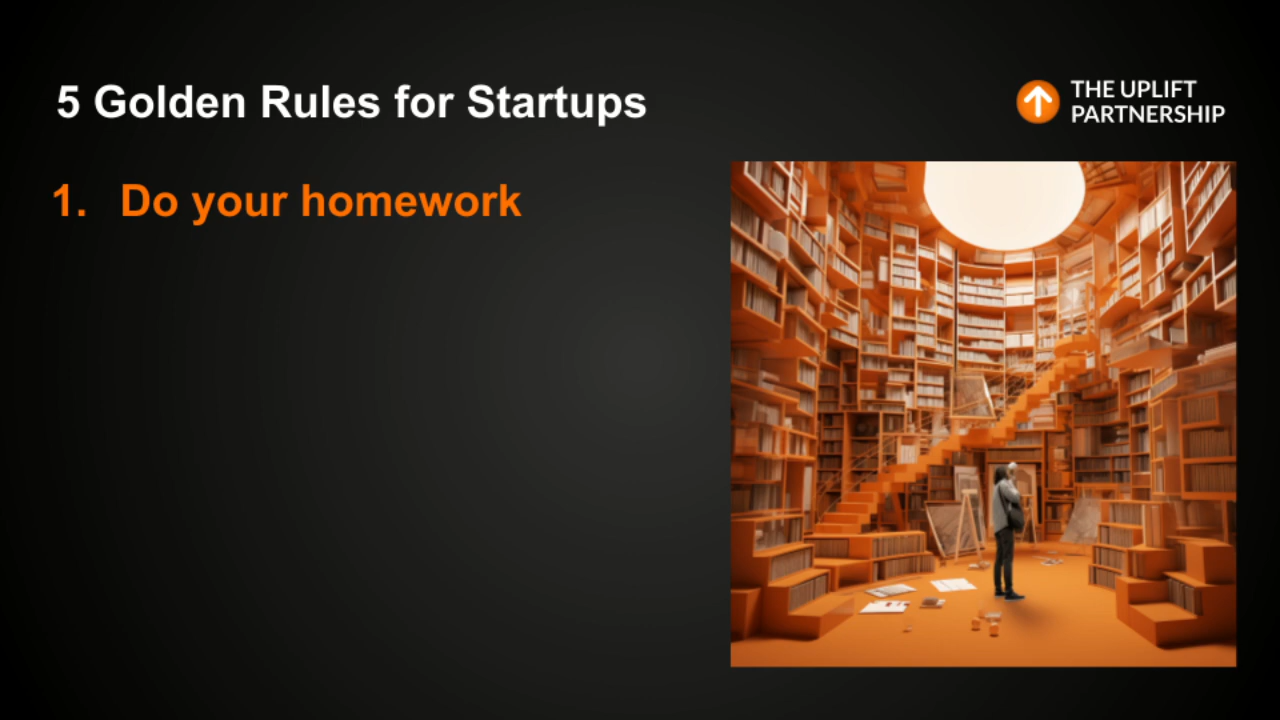 5 Golden Rules for Startups
THE UPLIFT
PARTNERSHIP
1. Do your homework